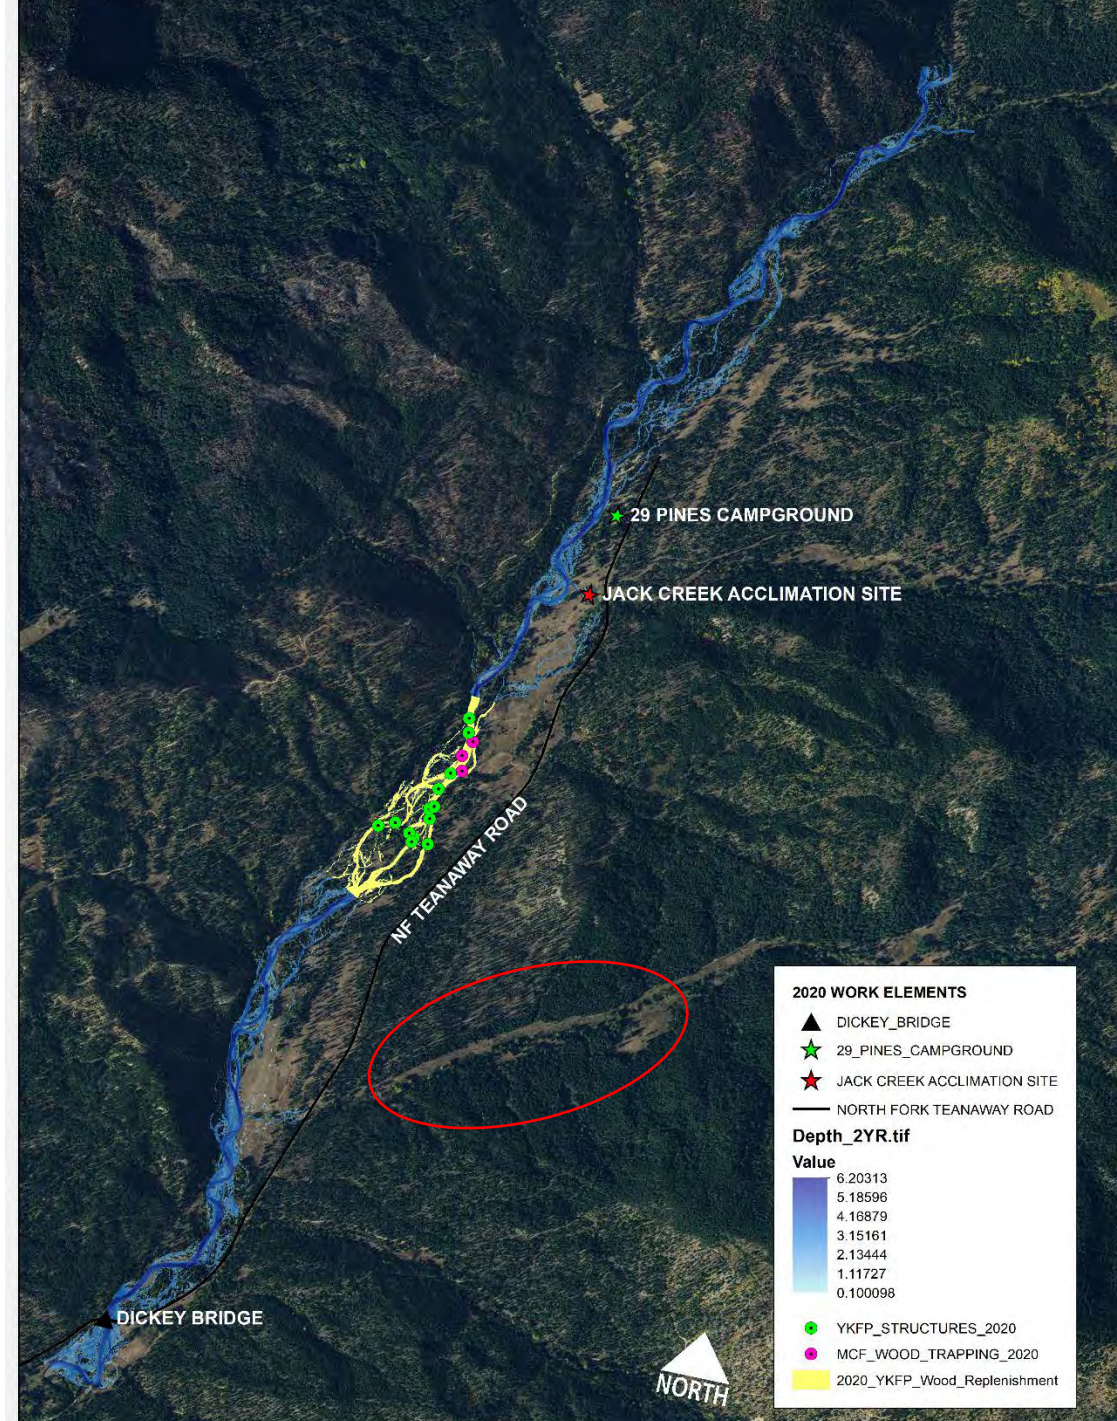 29 PINES CAMPGROUND
JACK CREEK ACCLIMATION SITE
NF TEANAWAY ROAD
DICKEY BRIDGE
NORTH
2020 WORK ELEMENTS
DICKEY_BRIDGE
29_PINES_CAMPGROUND
JACK CREEK ACCLIMATION SITE
NORTH FORK TEANAWAY ROAD
Depth_2YR.tif
Value
6.20313
5.18596
4.16879
3.15161
2.13444
1.11727
0.100098
YKFP_STRUCTURES_2020
MCF_WOOD_TRAPPING_2020
2020_YKFP_Wood_Replenishment